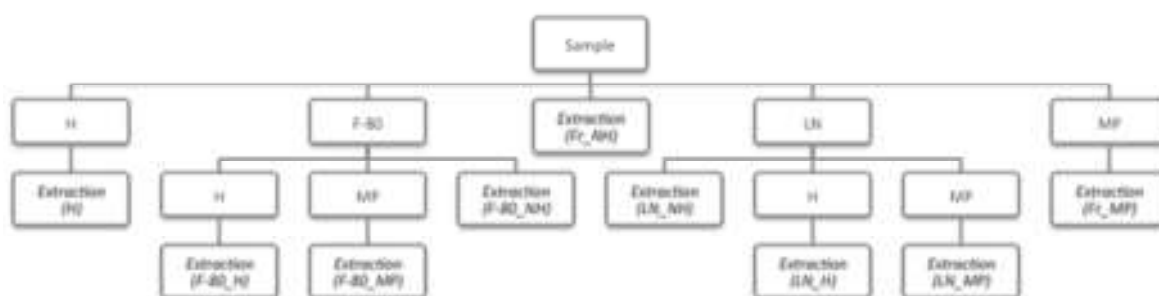 Sample
H
F-80
Extraction
(Fr_NH)
LN
MP
Extraction
(H)
H
MP
Extraction
(F-80_NH)
Extraction
(LN_NH)
H
MP
Extraction
(Fr_MP)
Extraction
(F-80_H)
Extraction
(F-80_MP)
Extraction
(LN_H)
Extraction
(LN_MP)